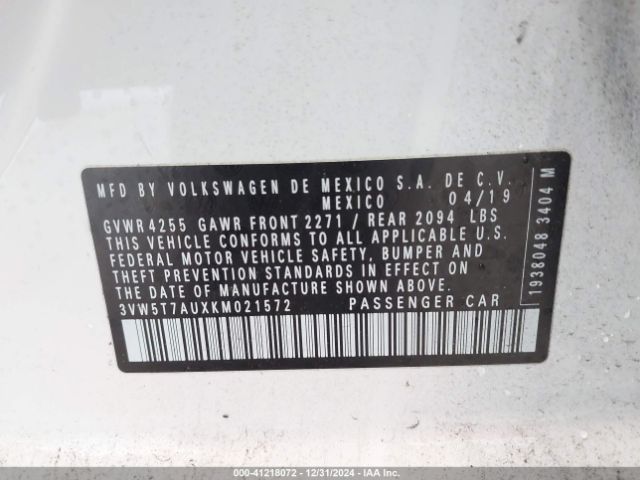 MFD BY VOLKSWAGEN DE MEXICO S.A. DE C.V.
MEXICO 04/19
GVWR 4255 GAWR FRONT 2271 / REAR 2094 LBS
THIS VEHICLE CONFORMS TO ALL APPLICABLE U.S.
FEDERAL MOTOR VEHICLE SAFETY, BUMPER AND
THEFT PREVENTION STANDARDS IN EFFECT ON
THE DATE OF MANUFACTURE SHOWN ABOVE.
3VW5T7AUXKM021572 PASSENGER CAR
1938048 3404 M
000-41218072 - 12/31/2024 - IAA Inc.